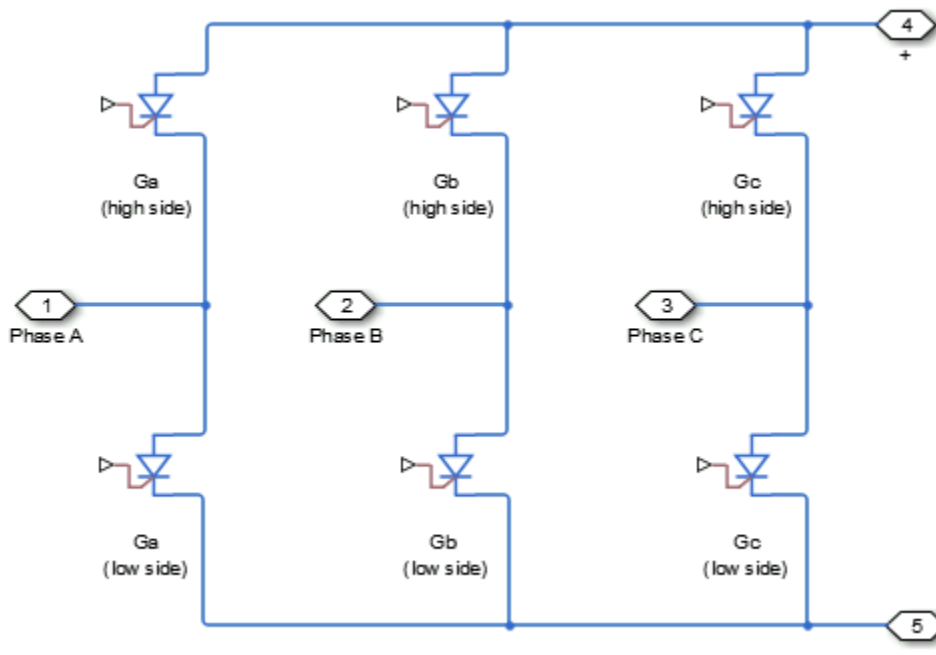 4
+
Ga
(high side)
Gb
(high side)
Gc
(high side)
1
Phase A
2
Phase B
3
Phase C
Ga
(low side)
Gb
(low side)
Gc
(low side)
5